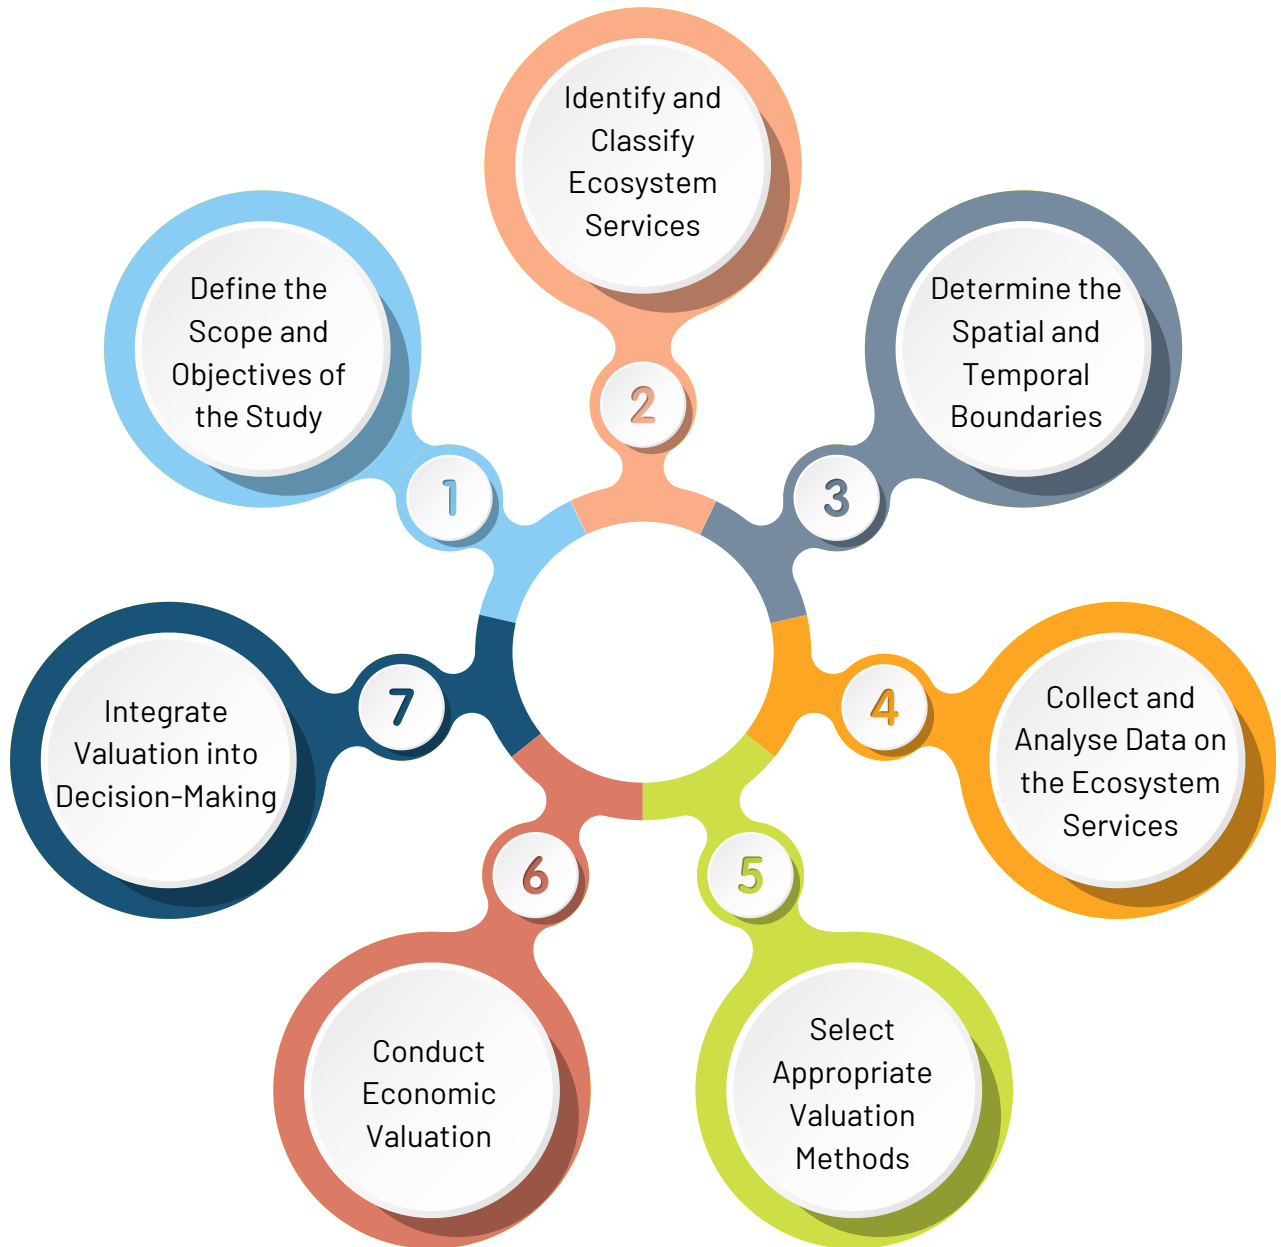 Define the
Scope and
Objectives of
the Study
1
Identify and
Classify
Ecosystem
Services
2
Determine the
Spatial and
Temporal
Boundaries
3
Collect and
Analyse Data on
the Ecosystem
Services
4
Select
Appropriate
Valuation
Methods
5
Conduct
Economic
Valuation
6
Integrate
Valuation into
Decision-Making
7